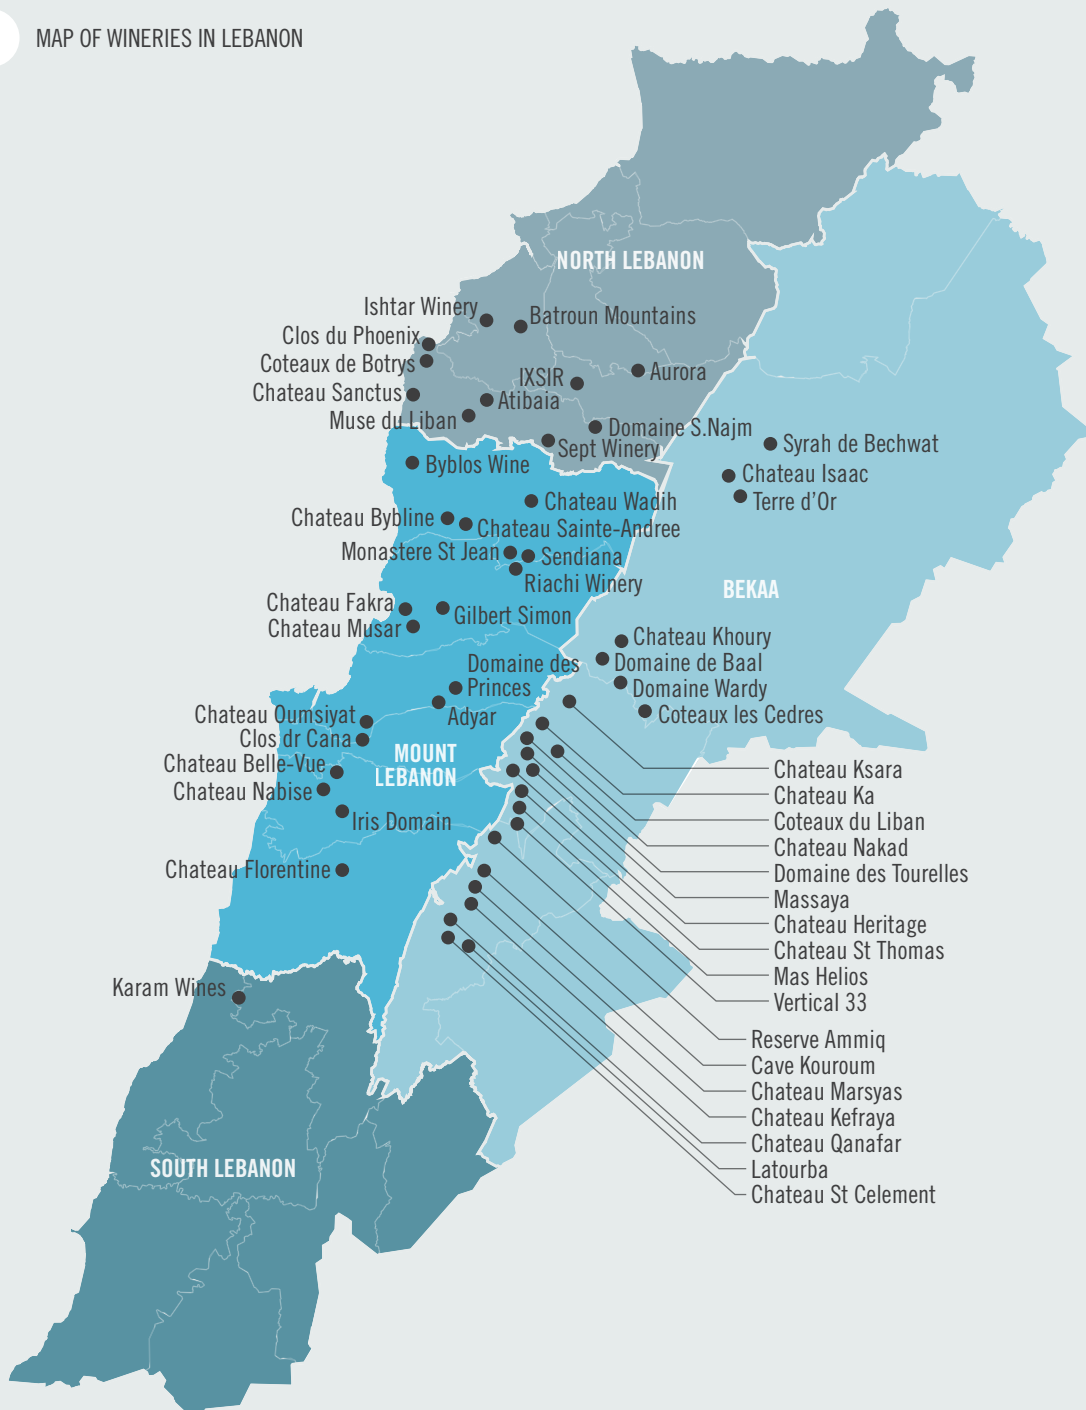 MAP OF WINERIES IN LEBANON
NORTH LEBANON
Ishtar Winery
Batroun Mountains
Clos du Phoenix
Coteaux de Botrys
IXSIR
Aurora
Chateau Sanctus
Atibaia
Muse du Liban
Domaine S.Najm
Sept Winery
Syrah de Bechwat
Byblos Wine
Chateau Isaac
Terre d'Or
Chateau Wadih
Chateau Bybline
Chateau Sainte-Andree
Monastere St Jean
Sendiana
Riachi Winery
BEKAA
Chateau Fakra
Gilbert Simon
Chateau Musar
Chateau Khoury
Domaine des
Princes
Domaine de Baal
Domaine Wardy
Adyar
Coteaux les Cedres
Chateau Oumsiyat
Clos dr Cana
MOUNT
LEBANON
Chateau Belle-Vue
Chateau Nabise
Iris Domain
Chateau Ksara
Chateau Ka
Coteaux du Liban
Chateau Nakad
Domaine des Tourelles
Massaya
Chateau Heritage
Chateau St Thomas
Mas Helios
Vertical 33
Chateau Florentine
Karam Wines
Reserve Ammiq
Cave Kouroum
Chateau Marsyas
Chateau Kefraya
Chateau Qanafar
Latourba
Chateau St Celement
SOUTH LEBANON